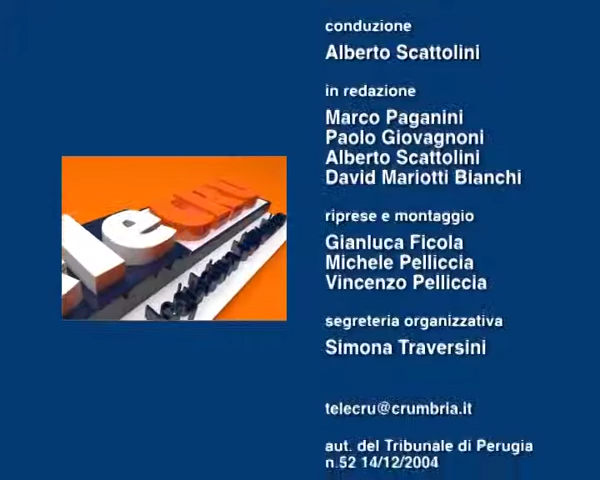 le cru
conduzione
Alberto Scattolini
in redazione
Marco Paganini
Paolo Giovagnoni
Alberto Scattolini
David Mariotti Bianchi
riprese e montaggio
Gianluca Ficola
Michele Pelliccia
Vincenzo Pelliccia
segreteria organizzativa
Simona Traversini
telecru@crumbria.it
aut. del Tribunale di Perugia
n.52 14/12/2004